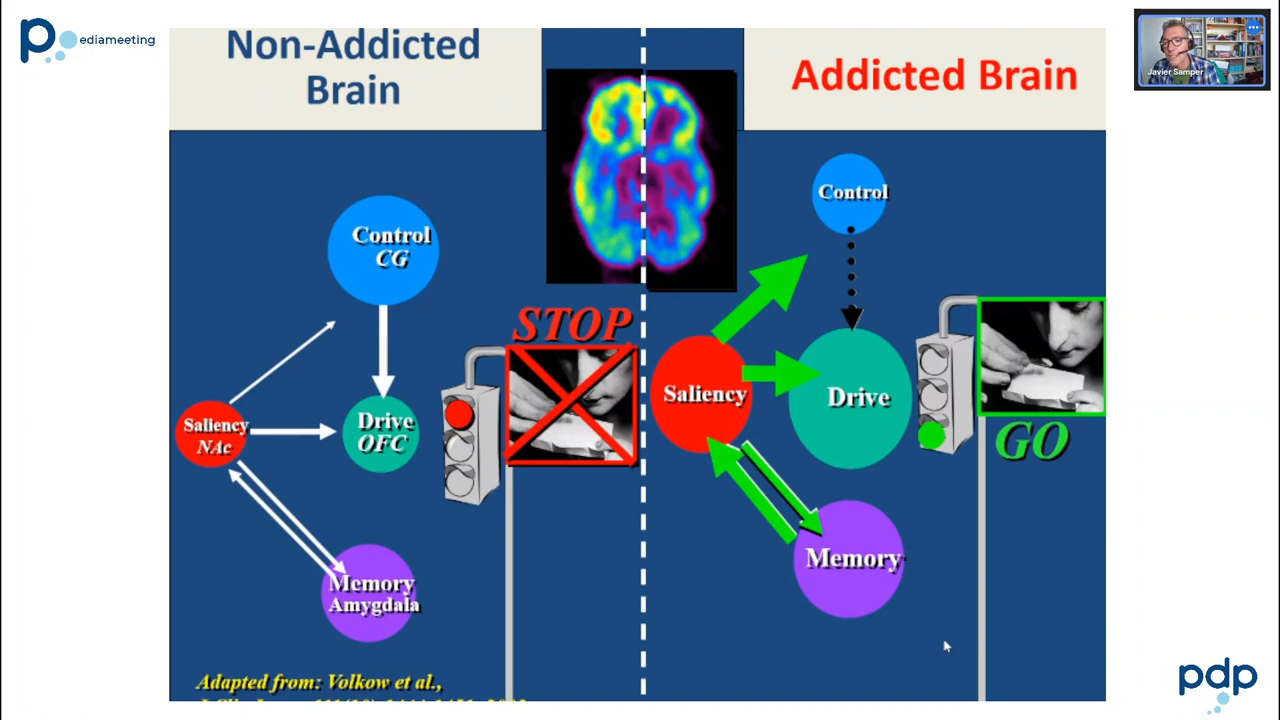 pediameeting
Javier Samper
Non-Addicted
Brain
Addicted Brain
Control
CG
STOP
Saliency
NAc
Drive
OFC
Memory
Amygdala
Control
Saliency
Drive
GO
Memory
Adapted from: Volkow et al.,
pdp